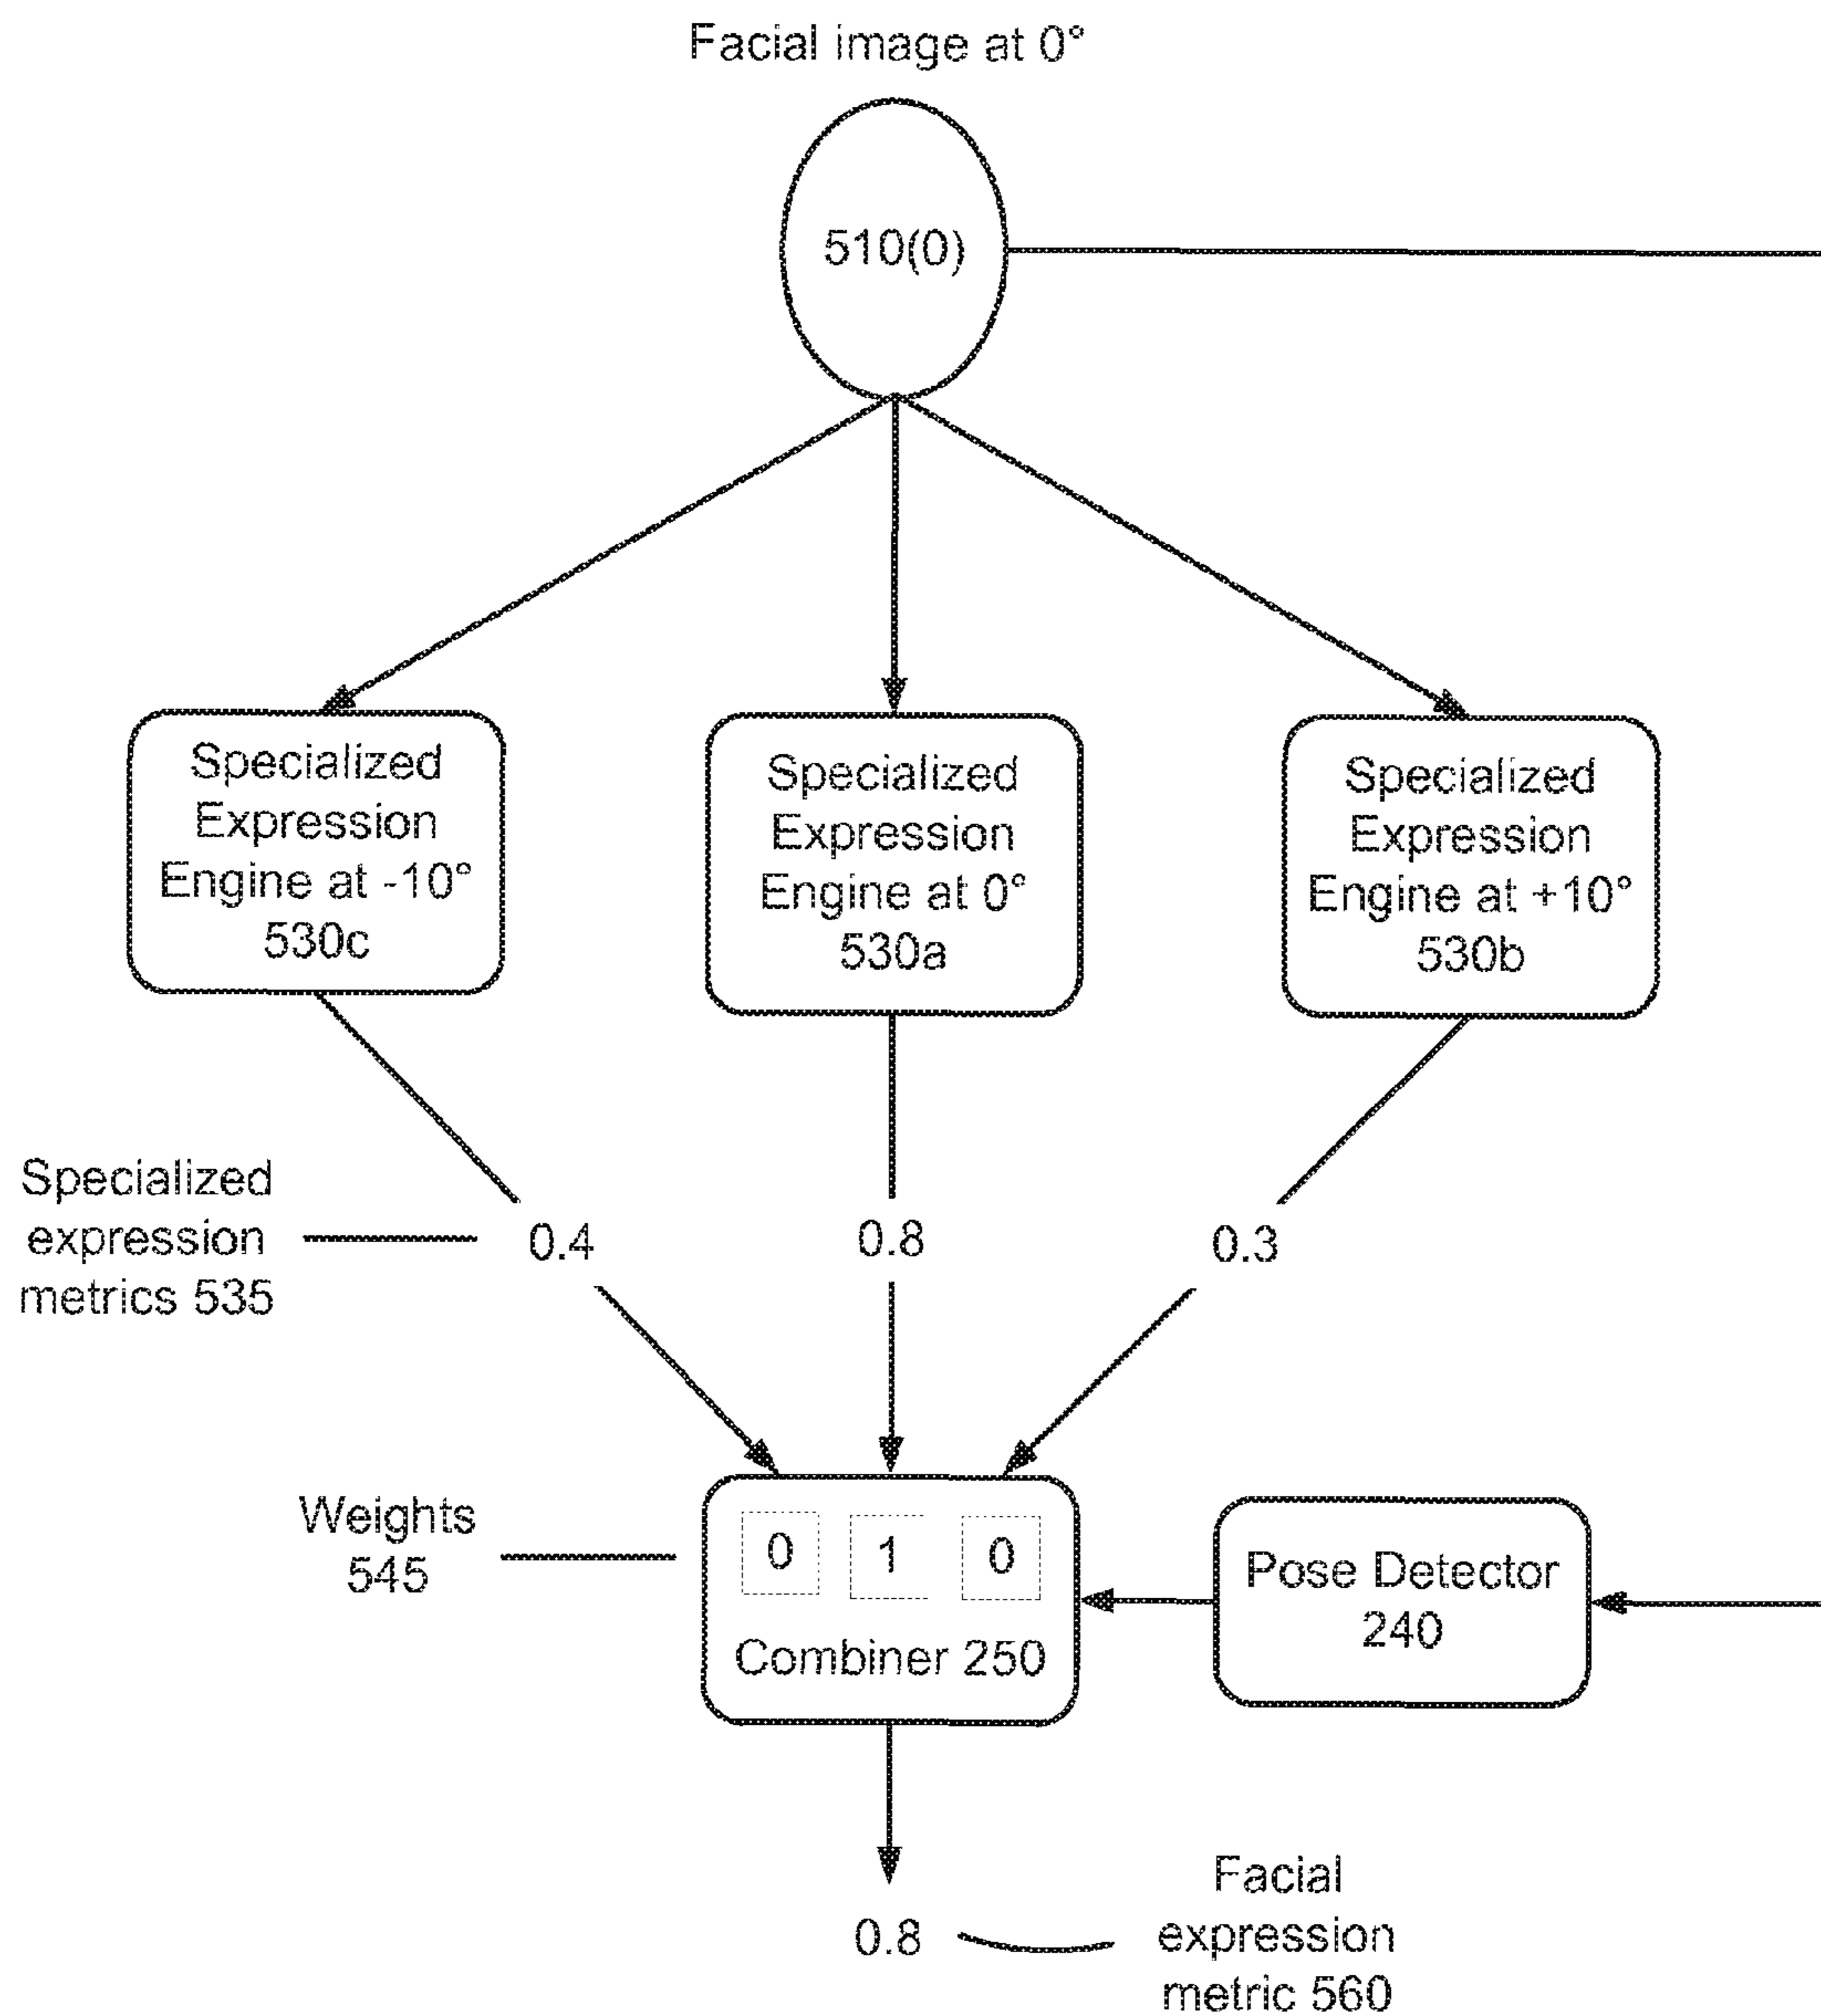 Facial image at 0°
510(0)
Specialized
Expression
Engine at -10°
530c
Specialized
Expression
Engine at 0°
530a
Specialized
Expression
Engine at +10°
530b
Specialized
expression
metrics 535
0.4
0.8
0.3
Weights
545
0
1
0
Combiner 250
Pose Detector
240
0.8
Facial
expression
metric 560